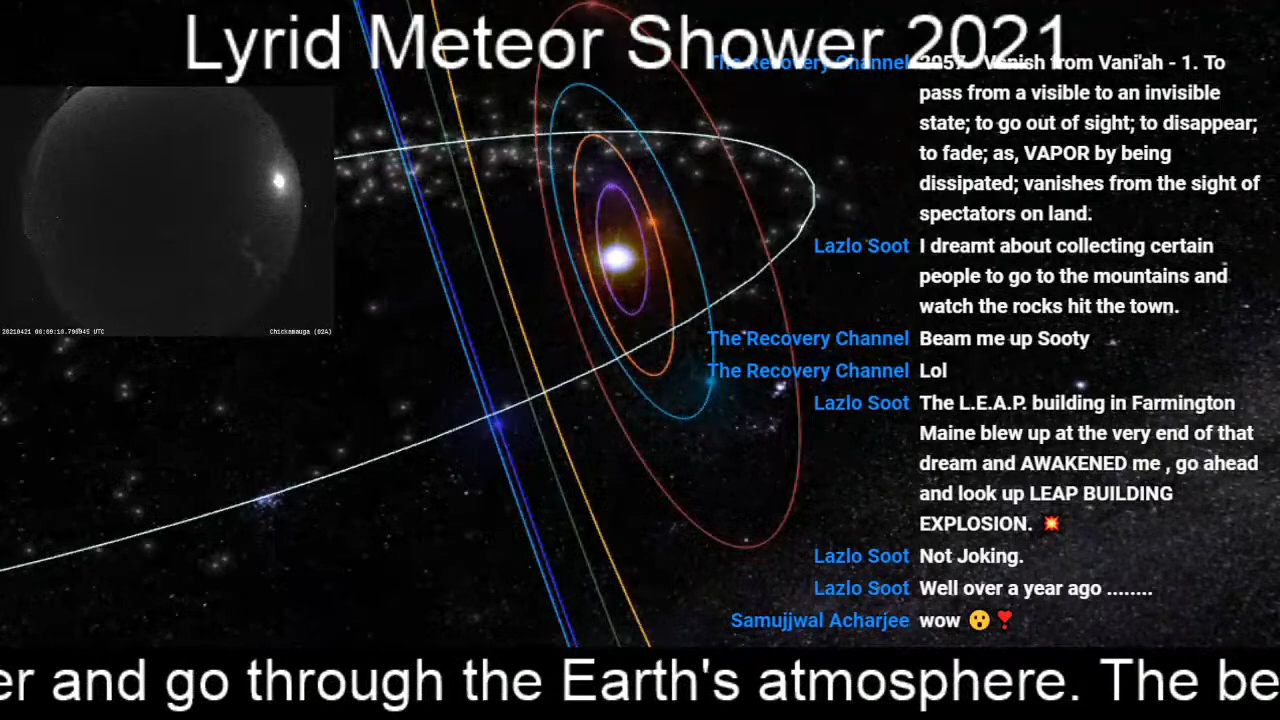 Lyrid Meteor Shower 2021
The Recovery Channel 2057 - Vanish from Vani'ah - 1. To
pass from a visible to an invisible
state; to go out of sight; to disappear;
to fade; as, VAPOR by being
dissipated; vanishes from the sight of
spectators on land.
Lazlo Soot I dreamt about collecting certain
people to go to the mountains and
watch the rocks hit the town.
The Recovery Channel Beam me up Sooty
The Recovery Channel Lol
Lazlo Soot The L.E.A.P. building in Farmington
Maine blew up at the very end of that
dream and AWAKENED me , go ahead
and look up LEAP BUILDING
EXPLOSION. 💥
Lazlo Soot Not Joking.
Lazlo Soot Well over a year ago ........
Samujjwal Acharjee wow 😮❣️
UTC
Chickamauga (02A)
er and go through the Earth's atmosphere. The be